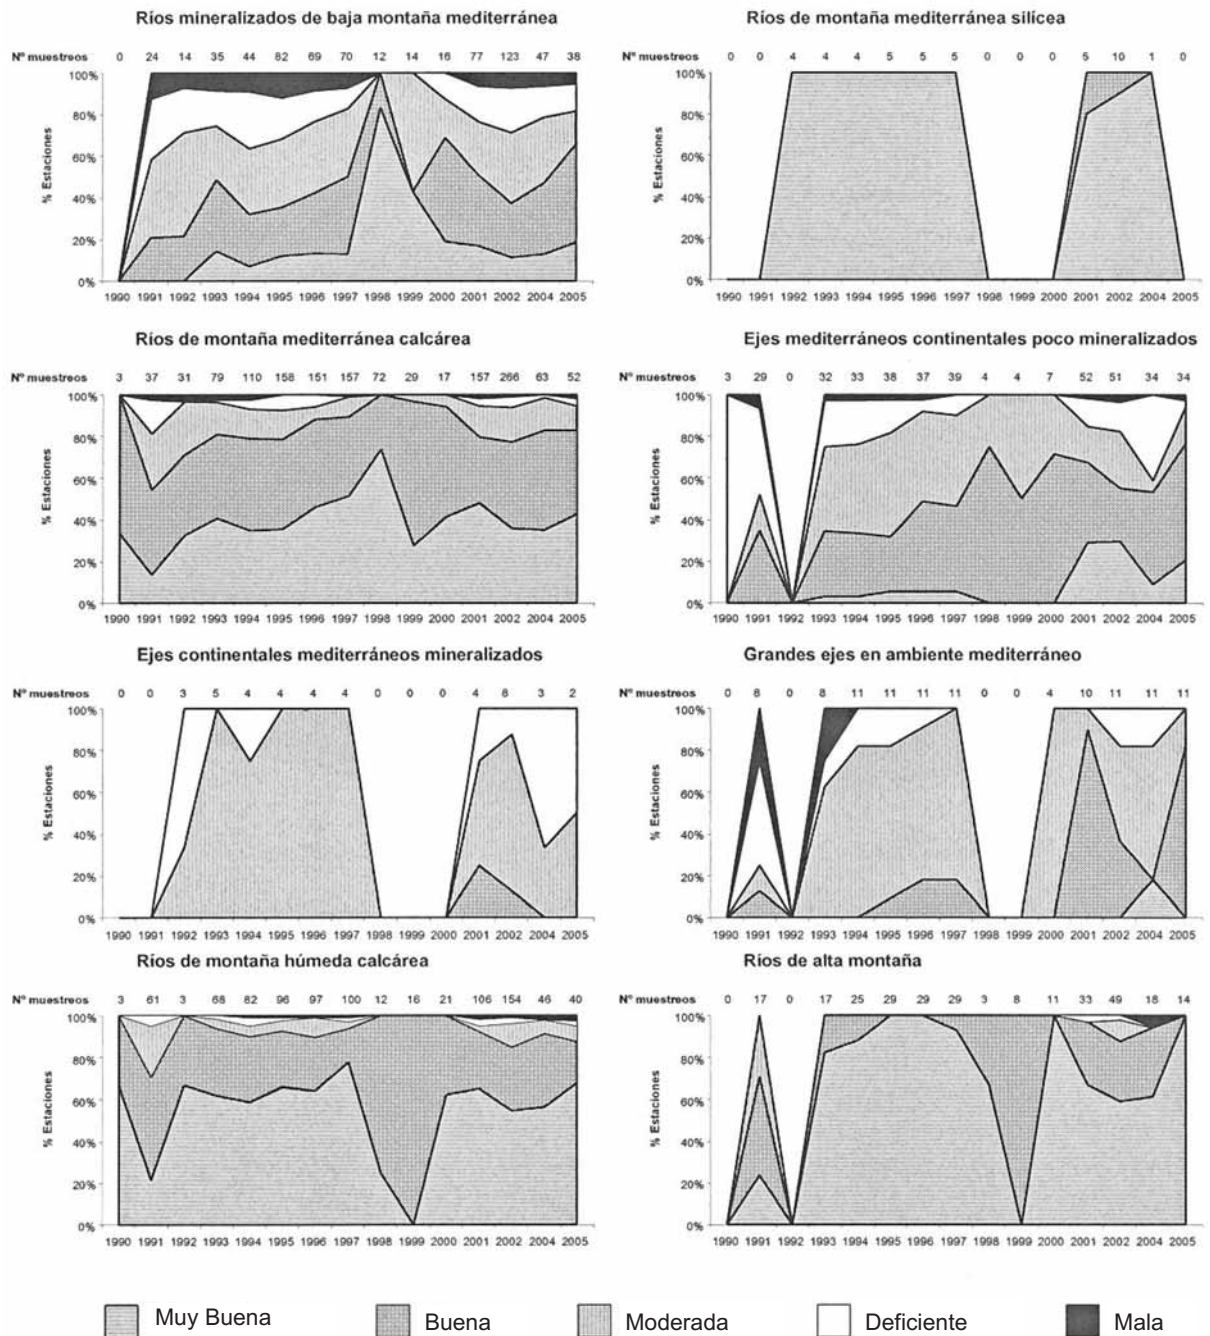 Ríos mineralizados de baja montaña mediterránea
Nº muestreos 0 24 14 35 44 82 69 70 12 14 16 77 123 47 38
100%
80%
60%
40%
20%
0%
% Estaciones
1990 1991 1992 1993 1994 1995 1996 1997 1998 1999 2000 2001 2002 2004 2005
Ríos de montaña mediterránea silícea
Nº muestreos 0 0 4 4 4 5 5 5 0 0 0 5 10 1 0
100%
80%
60%
40%
20%
0%
% Estaciones
1990 1991 1992 1993 1994 1995 1996 1997 1998 1999 2000 2001 2002 2004 2005
Ríos de montaña mediterránea calcárea
Nº muestreos 3 37 31 79 110 158 151 157 72 29 17 157 266 63 52
100%
80%
60%
40%
20%
0%
% Estaciones
1990 1991 1992 1993 1994 1995 1996 1997 1998 1999 2000 2001 2002 2004 2005
Ejes mediterráneos continentales poco mineralizados
Nº muestreos 3 29 0 32 33 38 37 39 4 4 7 52 51 34 34
100%
80%
60%
40%
20%
0%
% Estaciones
1990 1991 1992 1993 1994 1995 1996 1997 1998 1999 2000 2001 2002 2004 2005
Ejes continentales mediterráneos mineralizados
Nº muestreos 0 0 3 5 4 4 4 4 0 0 0 4 8 3 2
100%
80%
60%
40%
20%
0%
% Estaciones
1990 1991 1992 1993 1994 1995 1996 1997 1998 1999 2000 2001 2002 2004 2005
Grandes ejes en ambiente mediterráneo
Nº muestreos 0 8 0 8 11 11 11 11 0 0 4 10 11 11 11
100%
80%
60%
40%
20%
0%
% Estaciones
1990 1991 1992 1993 1994 1995 1996 1997 1998 1999 2000 2001 2002 2004 2005
Ríos de montaña húmeda calcárea
Nº muestreos 3 61 3 68 82 96 97 100 12 16 21 106 154 46 40
100%
80%
60%
40%
20%
0%
% Estaciones
1990 1991 1992 1993 1994 1995 1996 1997 1998 1999 2000 2001 2002 2004 2005
Ríos de alta montaña
Nº muestreos 0 17 0 17 25 29 29 29 3 8 11 33 49 18 14
100%
80%
60%
40%
20%
0%
% Estaciones
1990 1991 1992 1993 1994 1995 1996 1997 1998 1999 2000 2001 2002 2004 2005
Muy Buena Buena Moderada Deficiente Mala